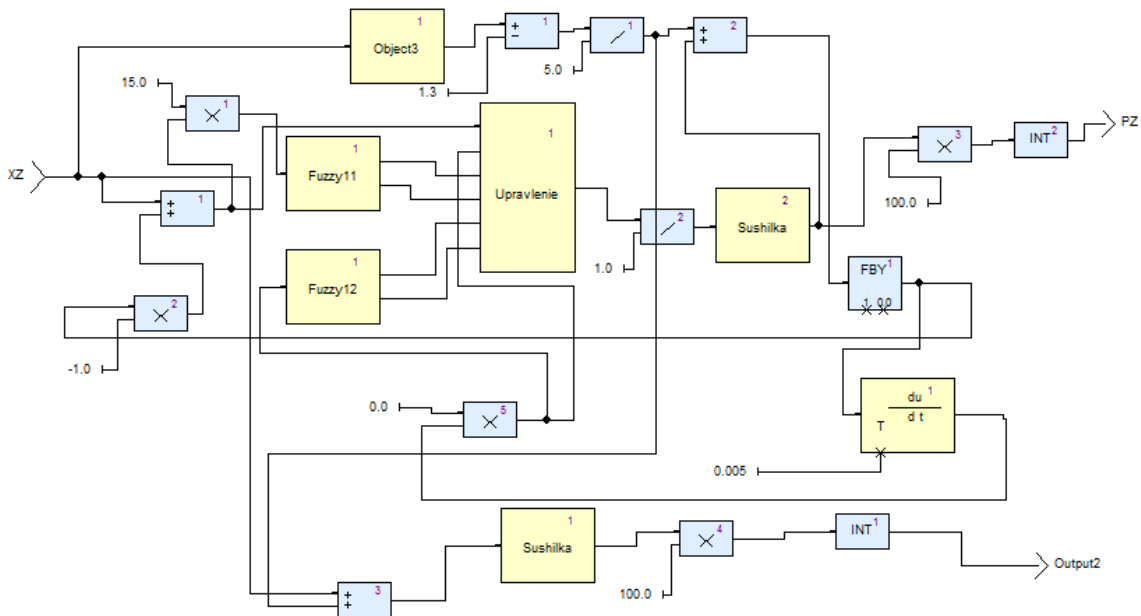 1
Object3
1
+
−
1
/
2
+
+
1.3
5.0
15.0
1
×
1
Fuzzy11
1
Upravlenie
XZ
1
+
+
3
×
INT 2
PZ
100.0
2
/
1.0
2
Sushilka
1
Fuzzy12
2
×
-1.0
FBY 1
1 0.0
0.0
5
×
du 1
T
d t
0.005
1
Sushilka
4
×
100.0
INT 1
Output2
3
+
+